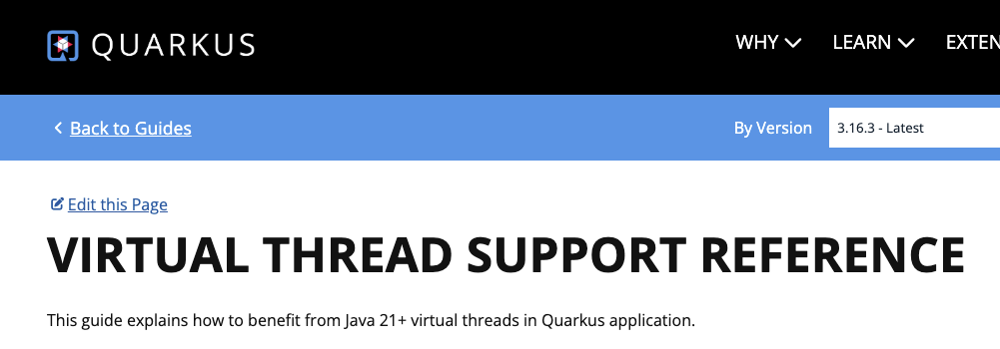 QUARKUS
WHY LEARN EXTEN
Back to Guides
By Version 3.16.3 - Latest
Edit this Page
VIRTUAL THREAD SUPPORT REFERENCE
This guide explains how to benefit from Java 21+ virtual threads in Quarkus application.